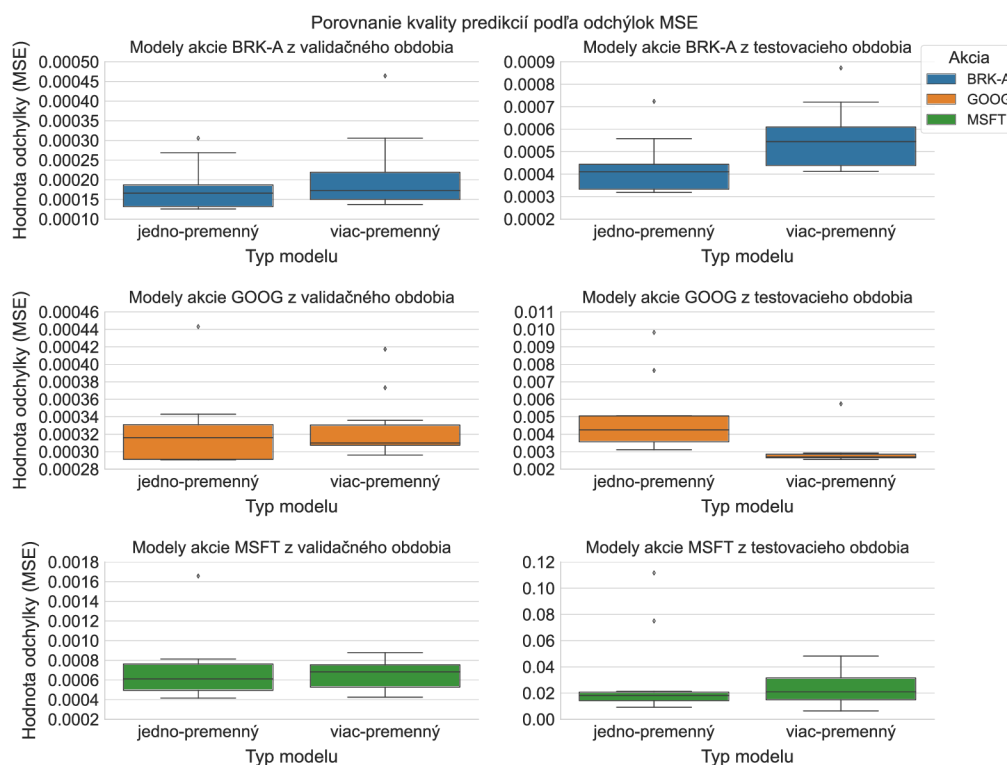 Porovnanie kvality predikcií podľa odchýlok MSE
Modely akcie BRK-A z validačného obdobia
Hodnota odchylky (MSE)
0.00050
0.00045
0.00040
0.00035
0.00030
0.00025
0.00020
0.00015
0.00010
jedno-premenný
viac-premenný
Typ modelu
Modely akcie BRK-A z testovacieho obdobia
0.0009
0.0008
0.0007
0.0006
0.0005
0.0004
0.0003
0.0002
jedno-premenný
viac-premenný
Typ modelu
Akcia
BRK-A
GOOG
MSFT
Modely akcie GOOG z validačného obdobia
Hodnota odchylky (MSE)
0.00046
0.00044
0.00042
0.00040
0.00038
0.00036
0.00034
0.00032
0.00030
0.00028
jedno-premenný
viac-premenný
Typ modelu
Modely akcie GOOG z testovacieho obdobia
0.011
0.010
0.009
0.008
0.007
0.006
0.005
0.004
0.003
0.002
jedno-premenný
viac-premenný
Typ modelu
Modely akcie MSFT z validačného obdobia
Hodnota odchylky (MSE)
0.0018
0.0016
0.0014
0.0012
0.0010
0.0008
0.0006
0.0004
0.0002
jedno-premenný
viac-premenný
Typ modelu
Modely akcie MSFT z testovacieho obdobia
0.12
0.10
0.08
0.06
0.04
0.02
0.00
jedno-premenný
viac-premenný
Typ modelu